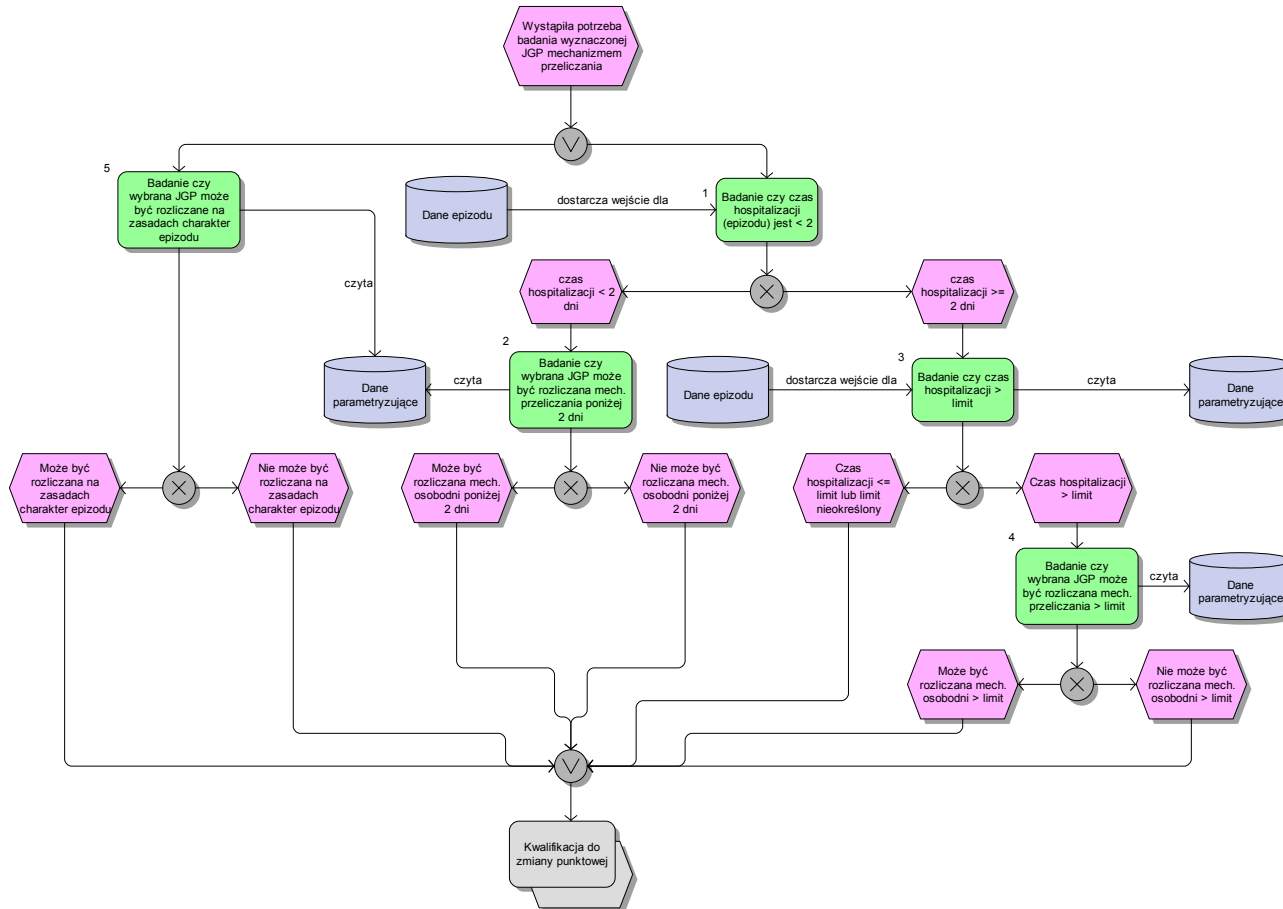 Wystąpiła potrzeba
badania wyznaczonej
JGP mechanizmem
przeliczania
5
Badanie czy
wybrana JGP może
być rozliczane na
zasadach charakter
epizodu
Dane epizodu
dostarcza wejście dla
1
Badanie czy czas
hospitalizacji
(epizodu) jest < 2
czyta
czas
hospitalizacji < 2
dni
czas
hospitalizacji >=
2 dni
2
Badanie czy
wybrana JGP może
być rozliczana mech.
przeliczania poniżej
2 dni
czyta
Dane
parametryzujące
Dane epizodu
dostarcza wejście dla
3
Badanie czy czas
hospitalizacji >
limit
czyta
Dane
parametryzujące
Może być
rozliczana na
zasadach
charakter epizodu
Nie może być
rozliczana na
zasadach
charakter epizodu
Może być
rozliczana mech.
osobodni poniżej
2 dni
Nie może być
rozliczana mech.
osobodni poniżej
2 dni
Czas
hospitalizacji <=
limit lub limit
nieokreślony
Czas hospitalizacji
> limit
4
Badanie czy
wybrana JGP może
być rozliczana mech.
przeliczania > limit
czyta
Dane
parametryzujące
Może być
rozliczana mech.
osobodni > limit
Nie może być
rozliczana mech.
osobodni > limit
Kwalifikacja do
zmiany punktowej